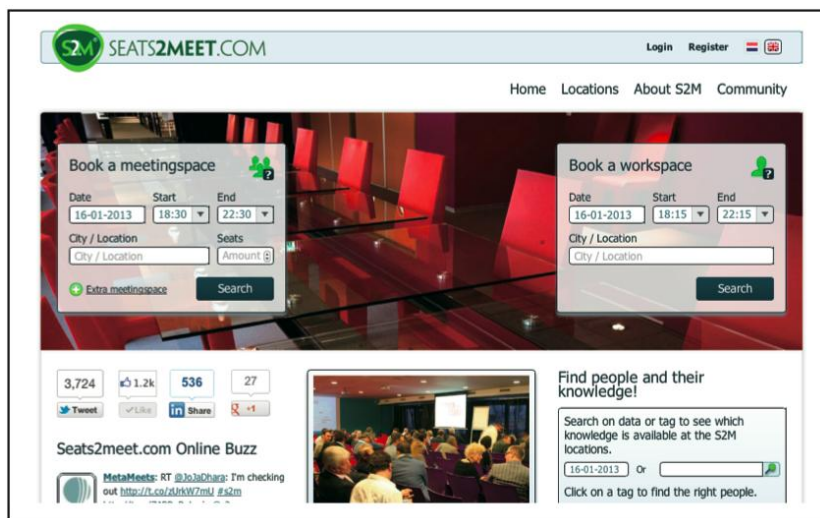 S2M SEATS2MEET.COM
Login Register
Home Locations About S2M Community
Book a meetingspace
Date Start End
16-01-2013 18:30 22:30
City / Location Seats
City / Location Amount
Extra meetingspace Search
Book a workspace
Date Start End
16-01-2013 18:15 22:15
City / Location
City / Location
Search
3,724 1.2k 536 27
Tweet Like Share +1
Seats2meet.com Online Buzz
MetaMeets: RT @JoJaDhara: I'm checking
out http://t.co/zUrkW7mU #s2m
Find people and their
knowledge!
Search on data or tag to see which
knowledge is available at the S2M
locations.
16-01-2013 Or
Click on a tag to find the right people.